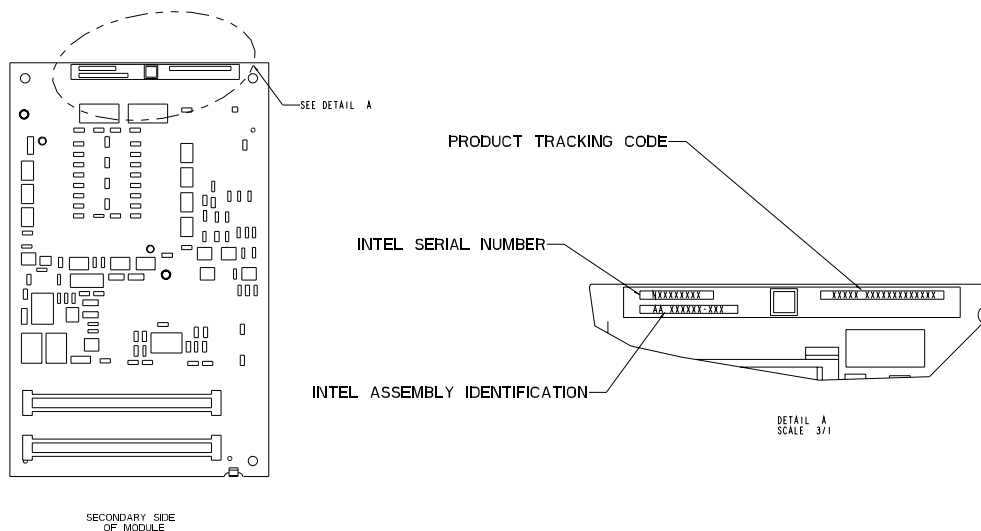 SEE DETAIL A
PRODUCT TRACKING CODE
INTEL SERIAL NUMBER
NXXXXXXXX
XXXXX XXXXXXXXXXXXX
AA XXXXXX-XXX
INTEL ASSEMBLY IDENTIFICATION
DETAIL A
SCALE 3/1
SECONDARY SIDE
OF MODULE